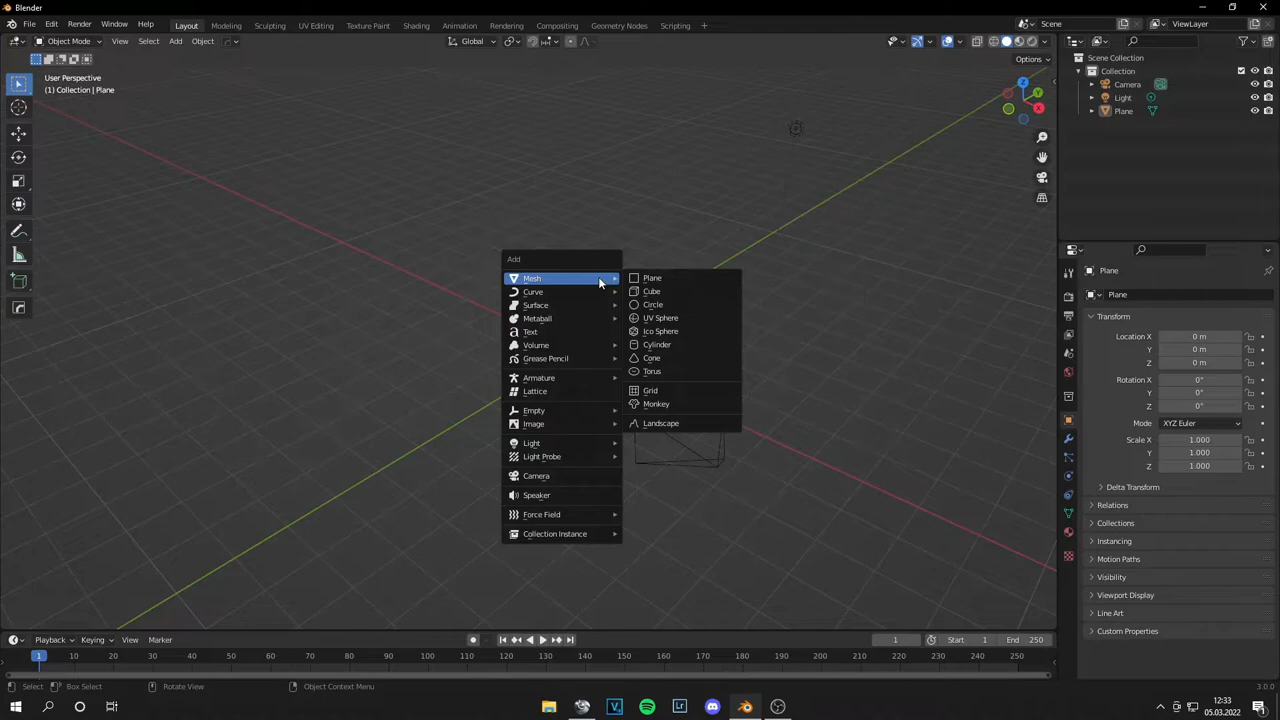 Blender
File Edit Render Window Help Layout Modeling Sculpting UV Editing Texture Paint Shading Animation Rendering Compositing Geometry Nodes Scripting + Scene ViewLayer
Object Mode View Select Add Object Global
Options
User Perspective
(1) Collection | Plane
Z
Y
X
Scene Collection
Collection
Camera
Light
Plane
Add
Mesh
Curve
Surface
Metaball
Text
Volume
Grease Pencil
Armature
Lattice
Empty
Image
Light
Light Probe
Camera
Speaker
Force Field
Collection Instance
Plane
Cube
Circle
UV Sphere
Ico Sphere
Cylinder
Cone
Torus
Grid
Monkey
Landscape
Plane
Plane
Transform
Location X 0 m
Y 0 m
Z 0 m
Rotation X 0°
Y 0°
Z 0°
Mode XYZ Euler
Scale X 1.000
Y 1.000
Z 1.000
Delta Transform
Relations
Collections
Instancing
Motion Paths
Visibility
Viewport Display
Line Art
Custom Properties
Playback Keying View Marker 1 Start 1 End 250
1 10 20 30 40 50 60 70 80 90 100 110 120 130 140 150 160 170 180 190 200 210 220 230 240 250
Select Box Select Rotate View Object Context Menu 3.0.0
Lr
12:33
05.03.2022